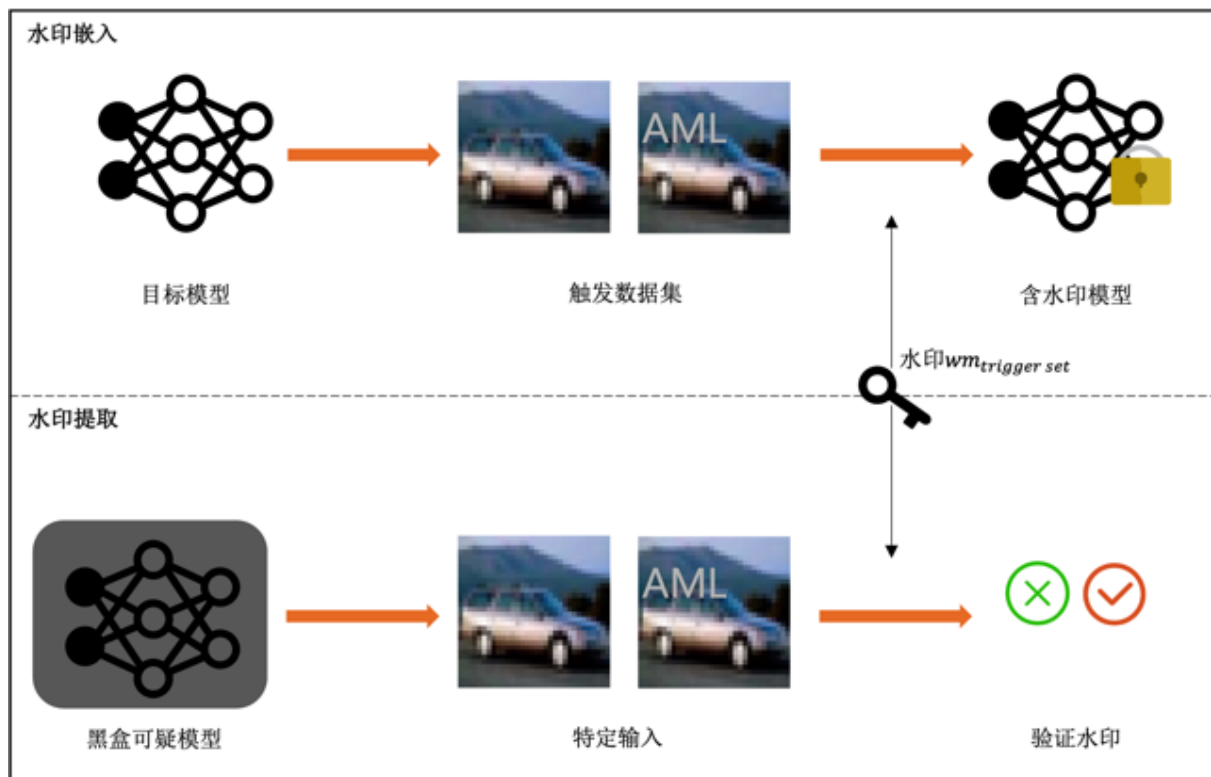 水印嵌入
AML
目标模型
触发数据集
含水印模型
水印wm_{trigger set}
水印提取
AML
黑盒可疑模型
特定输入
验证水印